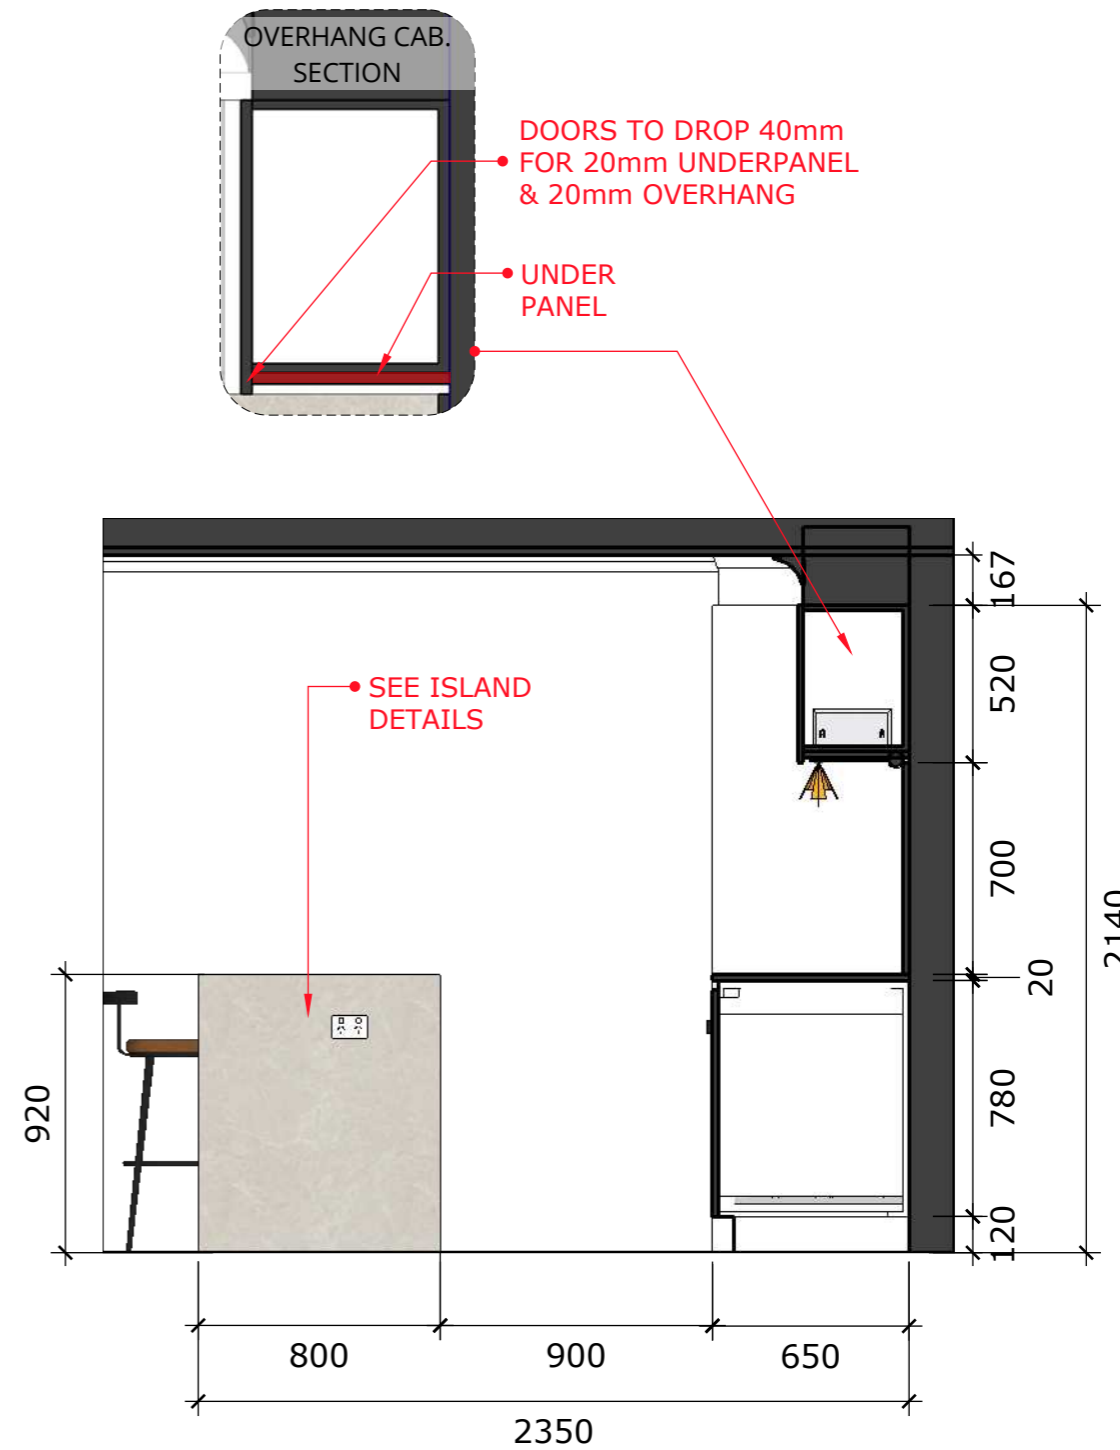 OVERHANG CAB.
SECTION
DOORS TO DROP 40mm
FOR 20mm UNDERPANEL
& 20mm OVERHANG
UNDER
PANEL
167
520
SEE ISLAND
DETAILS
700
2140
20
920
780
120
800
900
650
2350